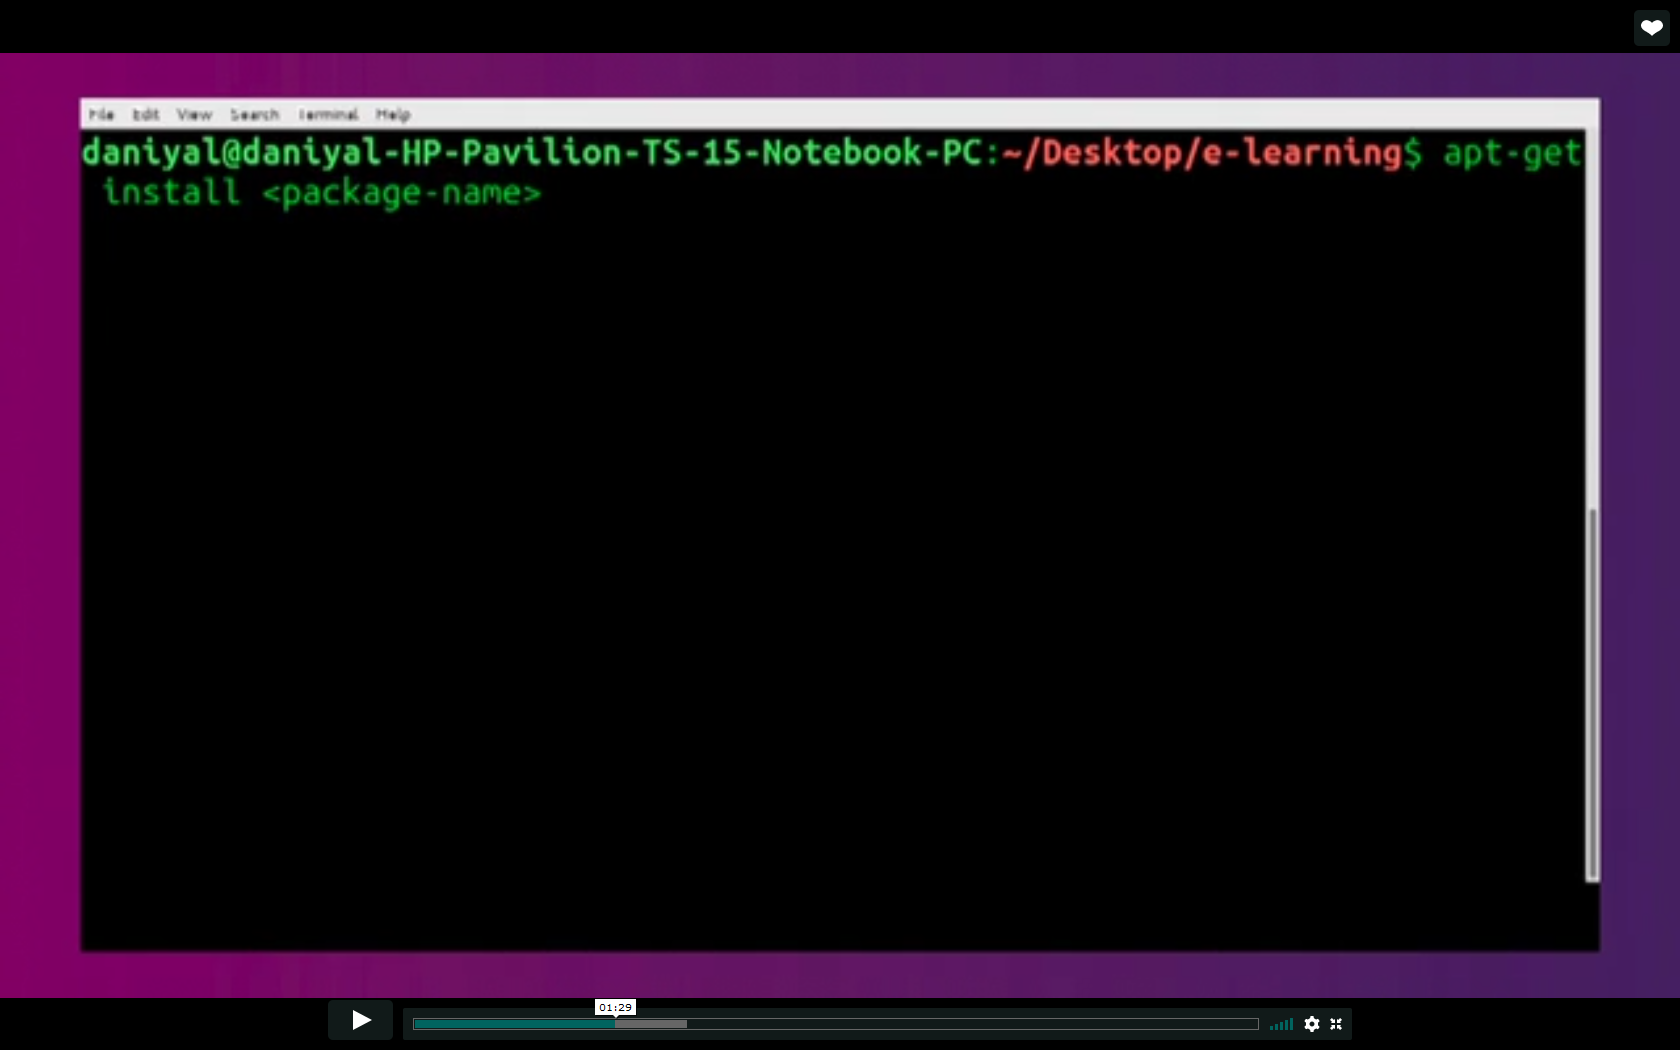 File Edit View Search Terminal Help
daniyal@daniyal-HP-Pavilion-TS-15-Notebook-PC:~/Desktop/e-learning$ apt-get
install <package-name>
01:29